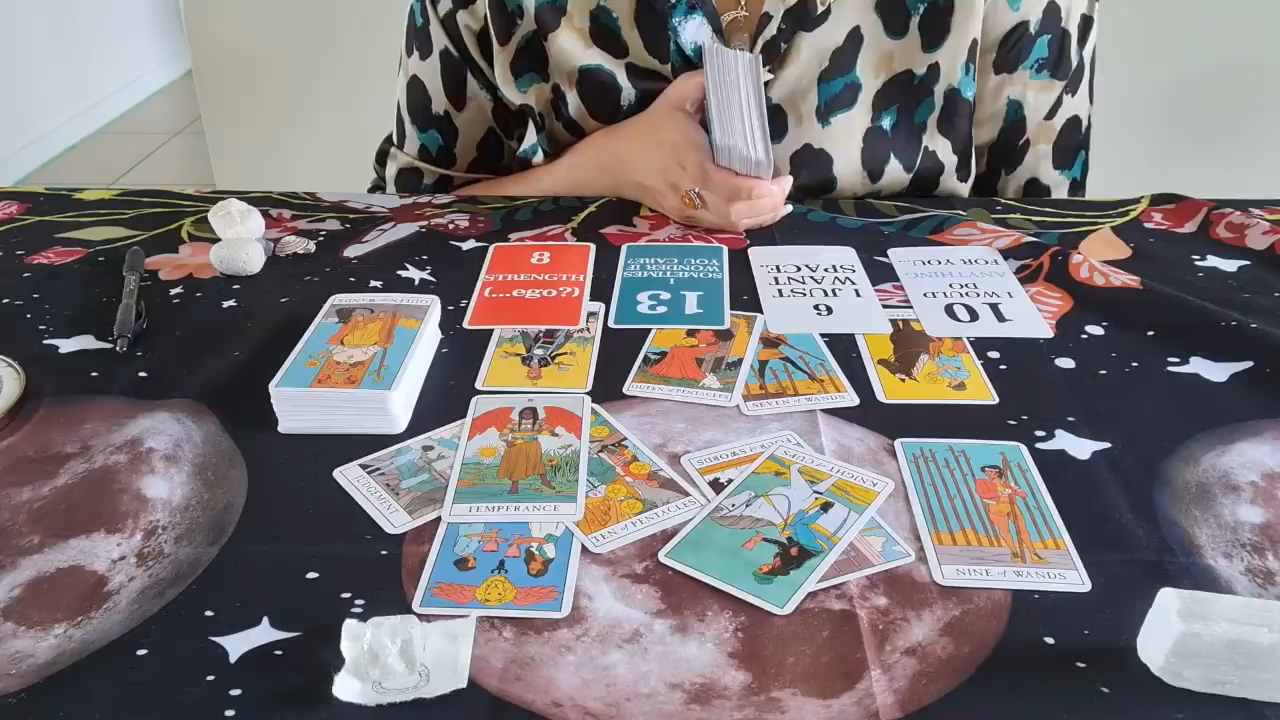 8
STRENGTH
(...ego?)
13
I
SOMETIMES
WONDER IF
YOU CARE?
6
I JUST
WANT
SPACE.
10
I WOULD
DO
ANYTHING
FOR YOU...
QUEEN of WANDS
QUEEN OF PENTACLES
SEVEN of WANDS
JUDGEMENT
TEMPERANCE
TEN of PENTACLES
FOUR of SWORDS
KNIGHT of CUPS
NINE of WANDS